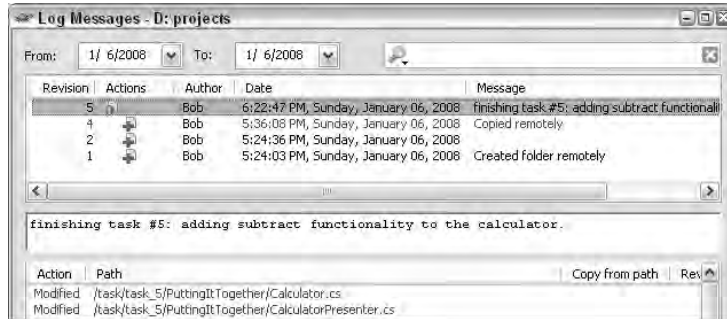 Log Messages - D:\projects
From: 1/ 6/2008 To: 1/ 6/2008
Revision Actions Author Date Message
5 Bob 6:22:47 PM, Sunday, January 06, 2008 finishing task #5: adding subtract functionali
4 Bob 5:36:08 PM, Sunday, January 06, 2008 Copied remotely
2 Bob 5:24:36 PM, Sunday, January 06, 2008
1 Bob 5:24:03 PM, Sunday, January 06, 2008 Created folder remotely
finishing task #5: adding subtract functionality to the calculator.
Action Path Copy from path Rev
Modified /task/task_5/PuttingItTogether/Calculator.cs
Modified /task/task_5/PuttingItTogether/CalculatorPresenter.cs